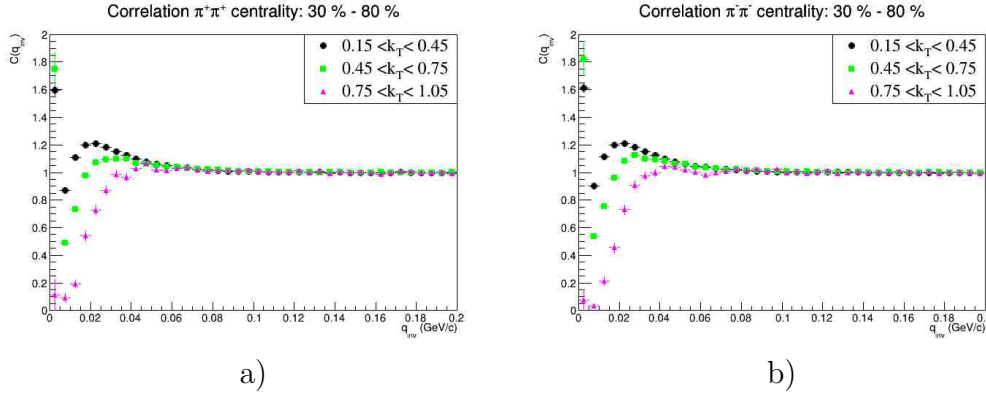 Correlation π⁺π⁺ centrality: 30 % - 80 %
C(q_inv)
2
1.8
1.6
1.4
1.2
1
0.8
0.6
0.4
0.2
0
0.15 <k_T< 0.45
0.45 <k_T< 0.75
0.75 <k_T< 1.05
0 0.02 0.04 0.06 0.08 0.1 0.12 0.14 0.16 0.18 0.2
q_inv (GeV/c)
a)
Correlation π⁻π⁻ centrality: 30 % - 80 %
C(q_inv)
2
1.8
1.6
1.4
1.2
1
0.8
0.6
0.4
0.2
0
0.15 <k_T< 0.45
0.45 <k_T< 0.75
0.75 <k_T< 1.05
0 0.02 0.04 0.06 0.08 0.1 0.12 0.14 0.16 0.18 0.
q_inv (GeV/c)
b)